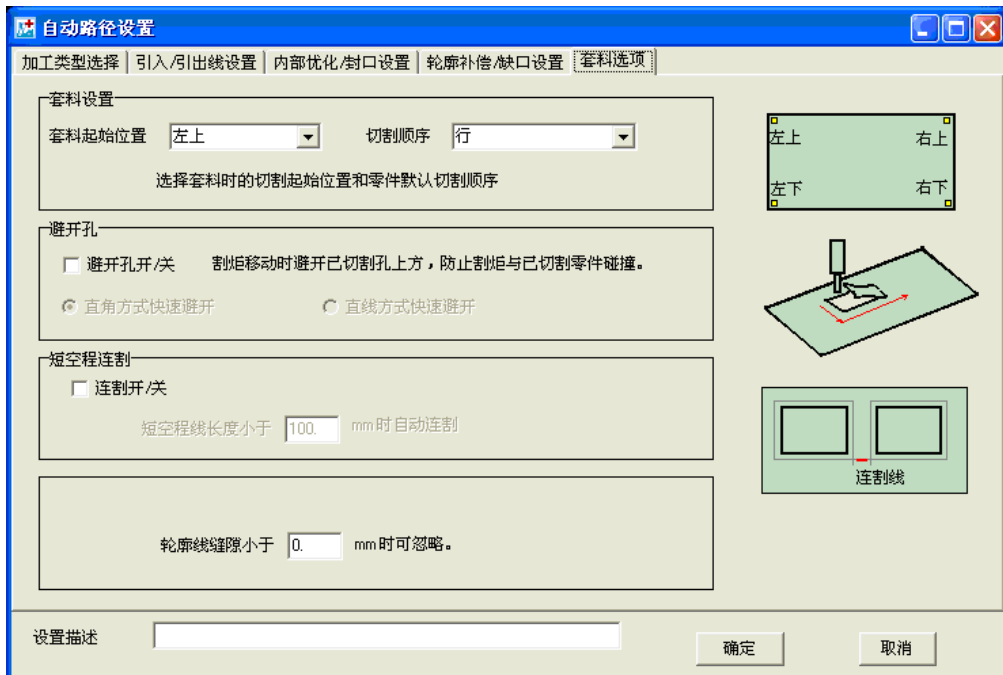 自动路径设置
加工类型选择 引入/引出线设置 内部优化/封口设置 轮廓补偿/缺口设置 套料选项
套料设置
套料起始位置 左上 切割顺序 行
选择套料时的切割起始位置和零件默认切割顺序
左上 右上
左下 右下
避开孔
避开孔开/关 割炬移动时避开已切割孔上方，防止割炬与已切割零件碰撞。
直角方式快速避开 直线方式快速避开
短空程连割
连割开/关
短空程线长度小于 100. mm时自动连割
连割线
轮廓线缝隙小于 0. mm时可忽略。
设置描述
确定 取消